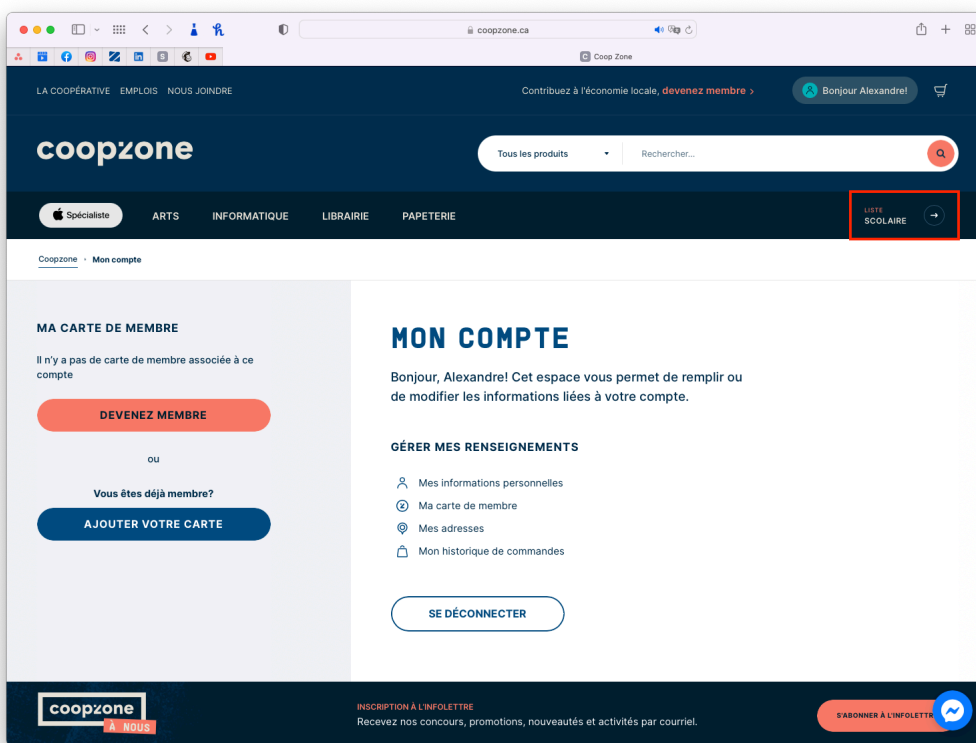 coopzone.ca
S
C Coop Zone
LA COOPÉRATIVE EMPLOIS NOUS JOINDRE
Contribuez à l'économie locale, devenez membre >
Bonjour Alexandre!
coopzone
Tous les produits
Rechercher...
Spécialiste
ARTS
INFORMATIQUE
LIBRAIRIE
PAPETERIE
LISTE
SCOLAIRE
Coopzone • Mon compte
MA CARTE DE MEMBRE
Il n'y a pas de carte de membre associée à ce
compte
DEVENEZ MEMBRE
ou
Vous êtes déjà membre?
AJOUTER VOTRE CARTE
MON COMPTE
Bonjour, Alexandre! Cet espace vous permet de remplir ou
de modifier les informations liées à votre compte.
GÉRER MES RENSEIGNEMENTS
Mes informations personnelles
Ma carte de membre
Mes adresses
Mon historique de commandes
SE DÉCONNECTER
coopzone
À NOUS
INSCRIPTION À L'INFOLETTRE
Recevez nos concours, promotions, nouveautés et activités par courriel.
S'ABONNER À L'INFOLETTR